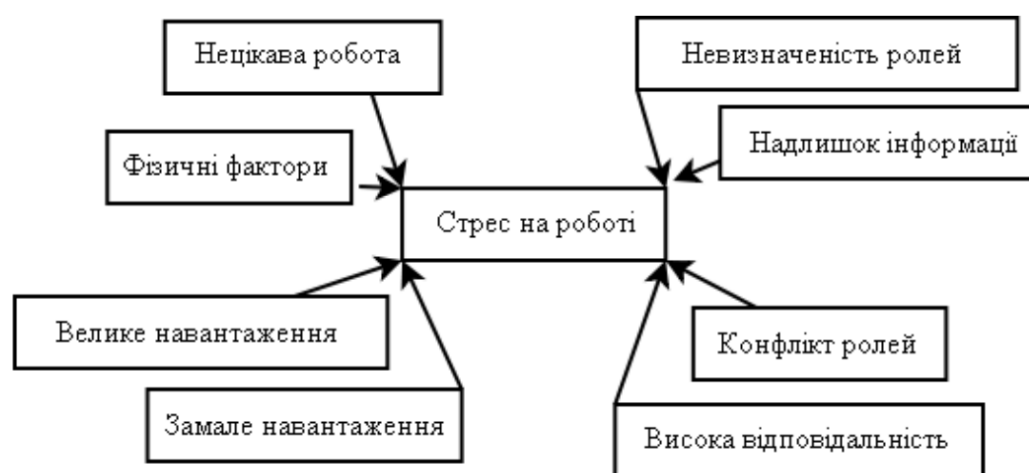 Нецікава робота
Невизначеність ролей
Фізичні фактори
Надлишок інформації
Стрес на роботі
Велике навантаження
Конфлікт ролей
Замале навантаження
Висока відповідальність